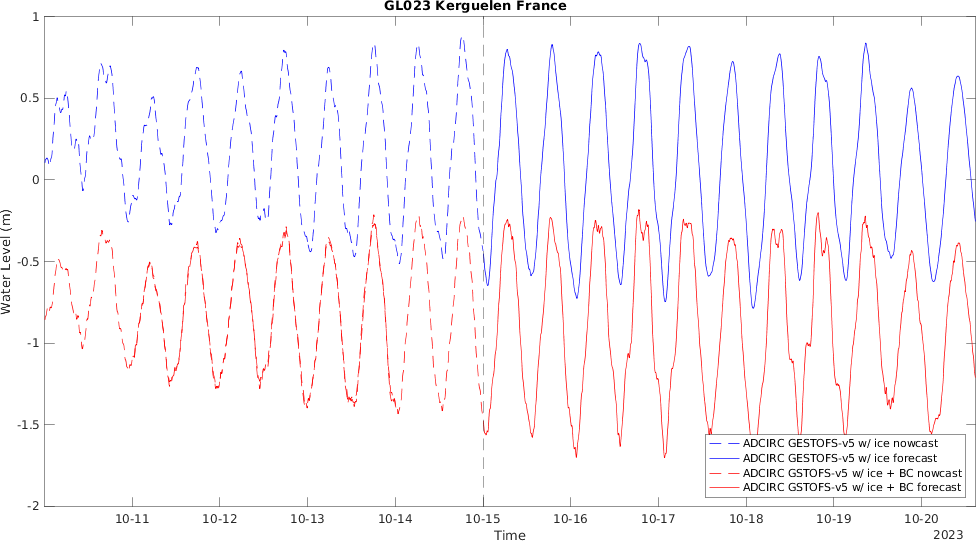 GL023 Kerguelen France
1
0.5
0
-0.5
-1
-1.5
-2
Water Level (m)
ADCIRC GESTOFS-v5 w/ ice nowcast
ADCIRC GESTOFS-v5 w/ ice forecast
ADCIRC GSTOFS-v5 w/ ice + BC nowcast
ADCIRC GSTOFS-v5 w/ ice + BC forecast
10-11 10-12 10-13 10-14 10-15 10-16 10-17 10-18 10-19 10-20
Time
2023